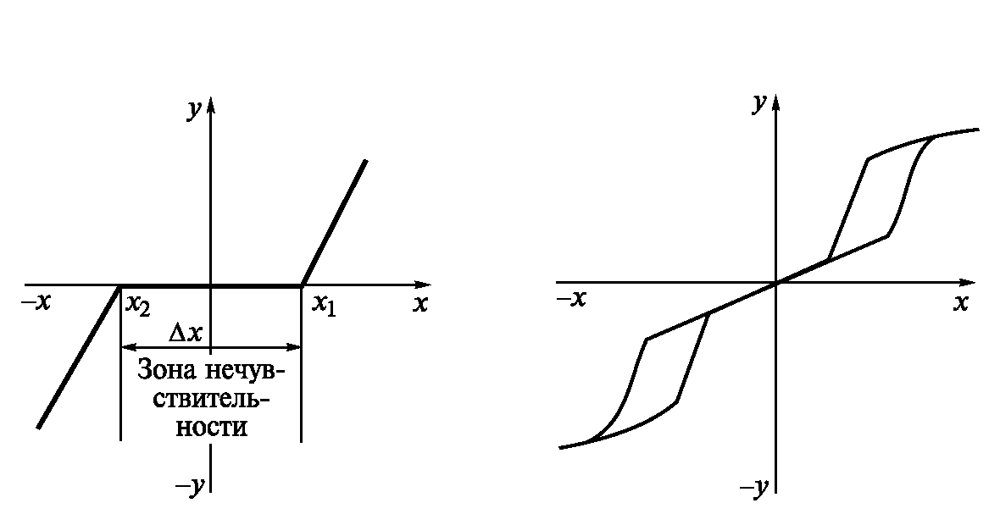 y
–x
x₂
x₁
x
Δx
Зона нечув-
ствитель-
ности
–y
y
–x
x
–y